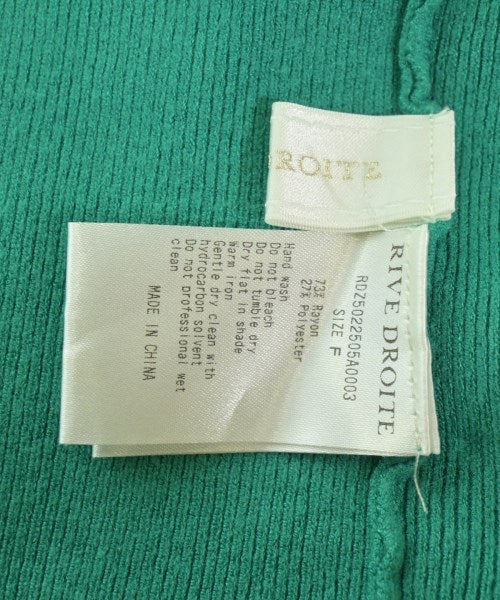 ROITE
RIVE DROITE
RDZ5022505A0003
SIZE F
73% Rayon
27% Polyester
Hand wash
Do not bleach
Do not tumble dry
Dry flat in shade
Warm iron
Gentle dry clean with
hydrocarbon solvent
Do not professional wet
clean
MADE IN CHINA